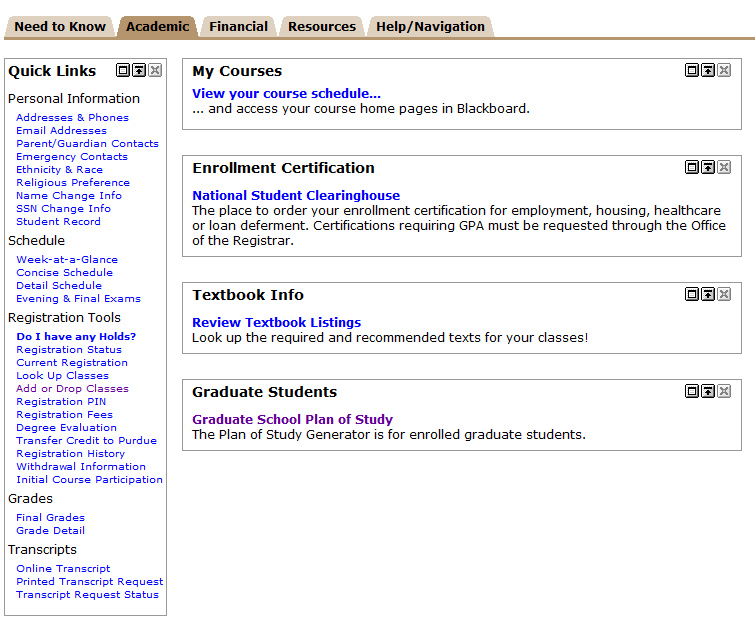 Need to Know Academic Financial Resources Help/Navigation
Quick Links
Personal Information
Addresses & Phones
Email Addresses
Parent/Guardian Contacts
Emergency Contacts
Ethnicity & Race
Religious Preference
Name Change Info
SSN Change Info
Student Record
Schedule
Week-at-a-Glance
Concise Schedule
Detail Schedule
Evening & Final Exams
Registration Tools
Do I have any Holds?
Registration Status
Current Registration
Look Up Classes
Add or Drop Classes
Registration PIN
Registration Fees
Degree Evaluation
Transfer Credit to Purdue
Registration History
Withdrawal Information
Initial Course Participation
Grades
Final Grades
Grade Detail
Transcripts
Online Transcript
Printed Transcript Request
Transcript Request Status
My Courses
View your course schedule...
... and access your course home pages in Blackboard.
Enrollment Certification
National Student Clearinghouse
The place to order your enrollment certification for employment, housing, healthcare
or loan deferment. Certifications requiring GPA must be requested through the Office
of the Registrar.
Textbook Info
Review Textbook Listings
Look up the required and recommended texts for your classes!
Graduate Students
Graduate School Plan of Study
The Plan of Study Generator is for enrolled graduate students.